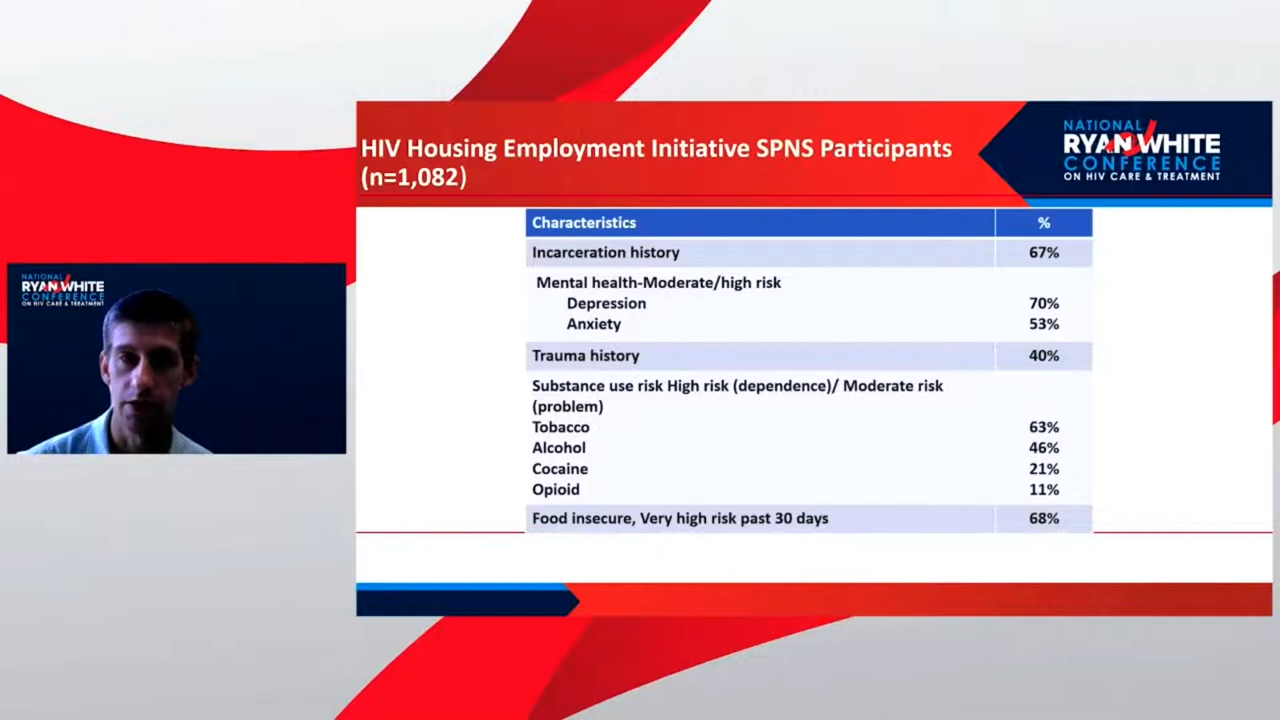 HIV Housing Employment Initiative SPNS Participants
(n=1,082)
NATIONAL
RYAN WHITE
CONFERENCE
ON HIV CARE & TREATMENT
NATIONAL
RYAN WHITE
CONFERENCE
ON HIV CARE & TREATMENT
Characteristics %
Incarceration history 67%
Mental health-Moderate/high risk
Depression 70%
Anxiety 53%
Trauma history 40%
Substance use risk High risk (dependence)/ Moderate risk
(problem)
Tobacco 63%
Alcohol 46%
Cocaine 21%
Opioid 11%
Food insecure, Very high risk past 30 days 68%